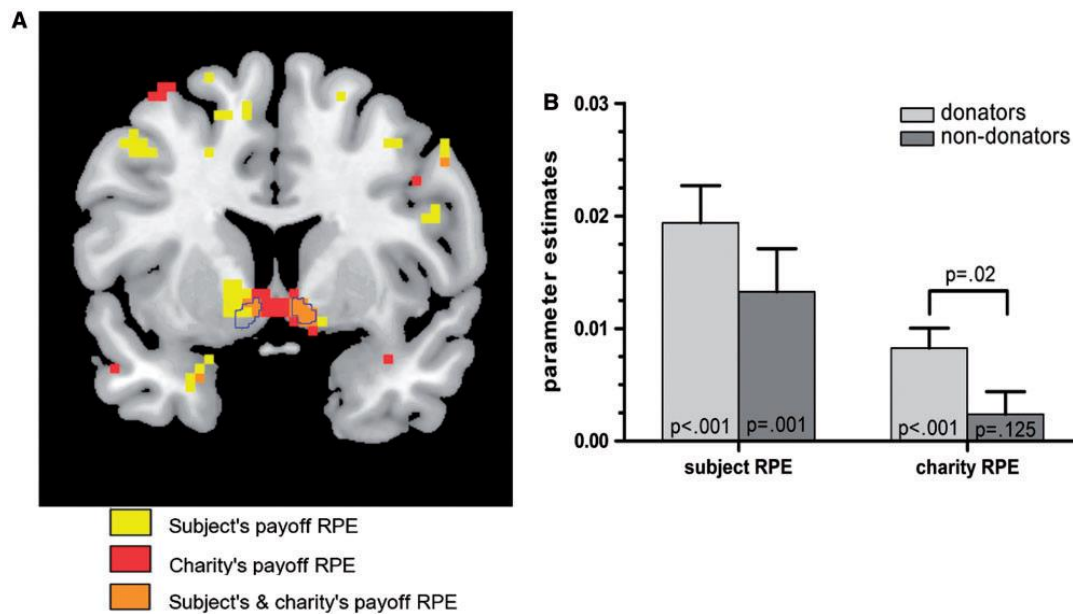 A
Subject's payoff RPE
Charity's payoff RPE
Subject's & charity's payoff RPE
B
0.03
0.02
0.01
0.00
parameter estimates
donators
non-donators
p=.02
p<.001
p=.001
p<.001
p=.125
subject RPE
charity RPE